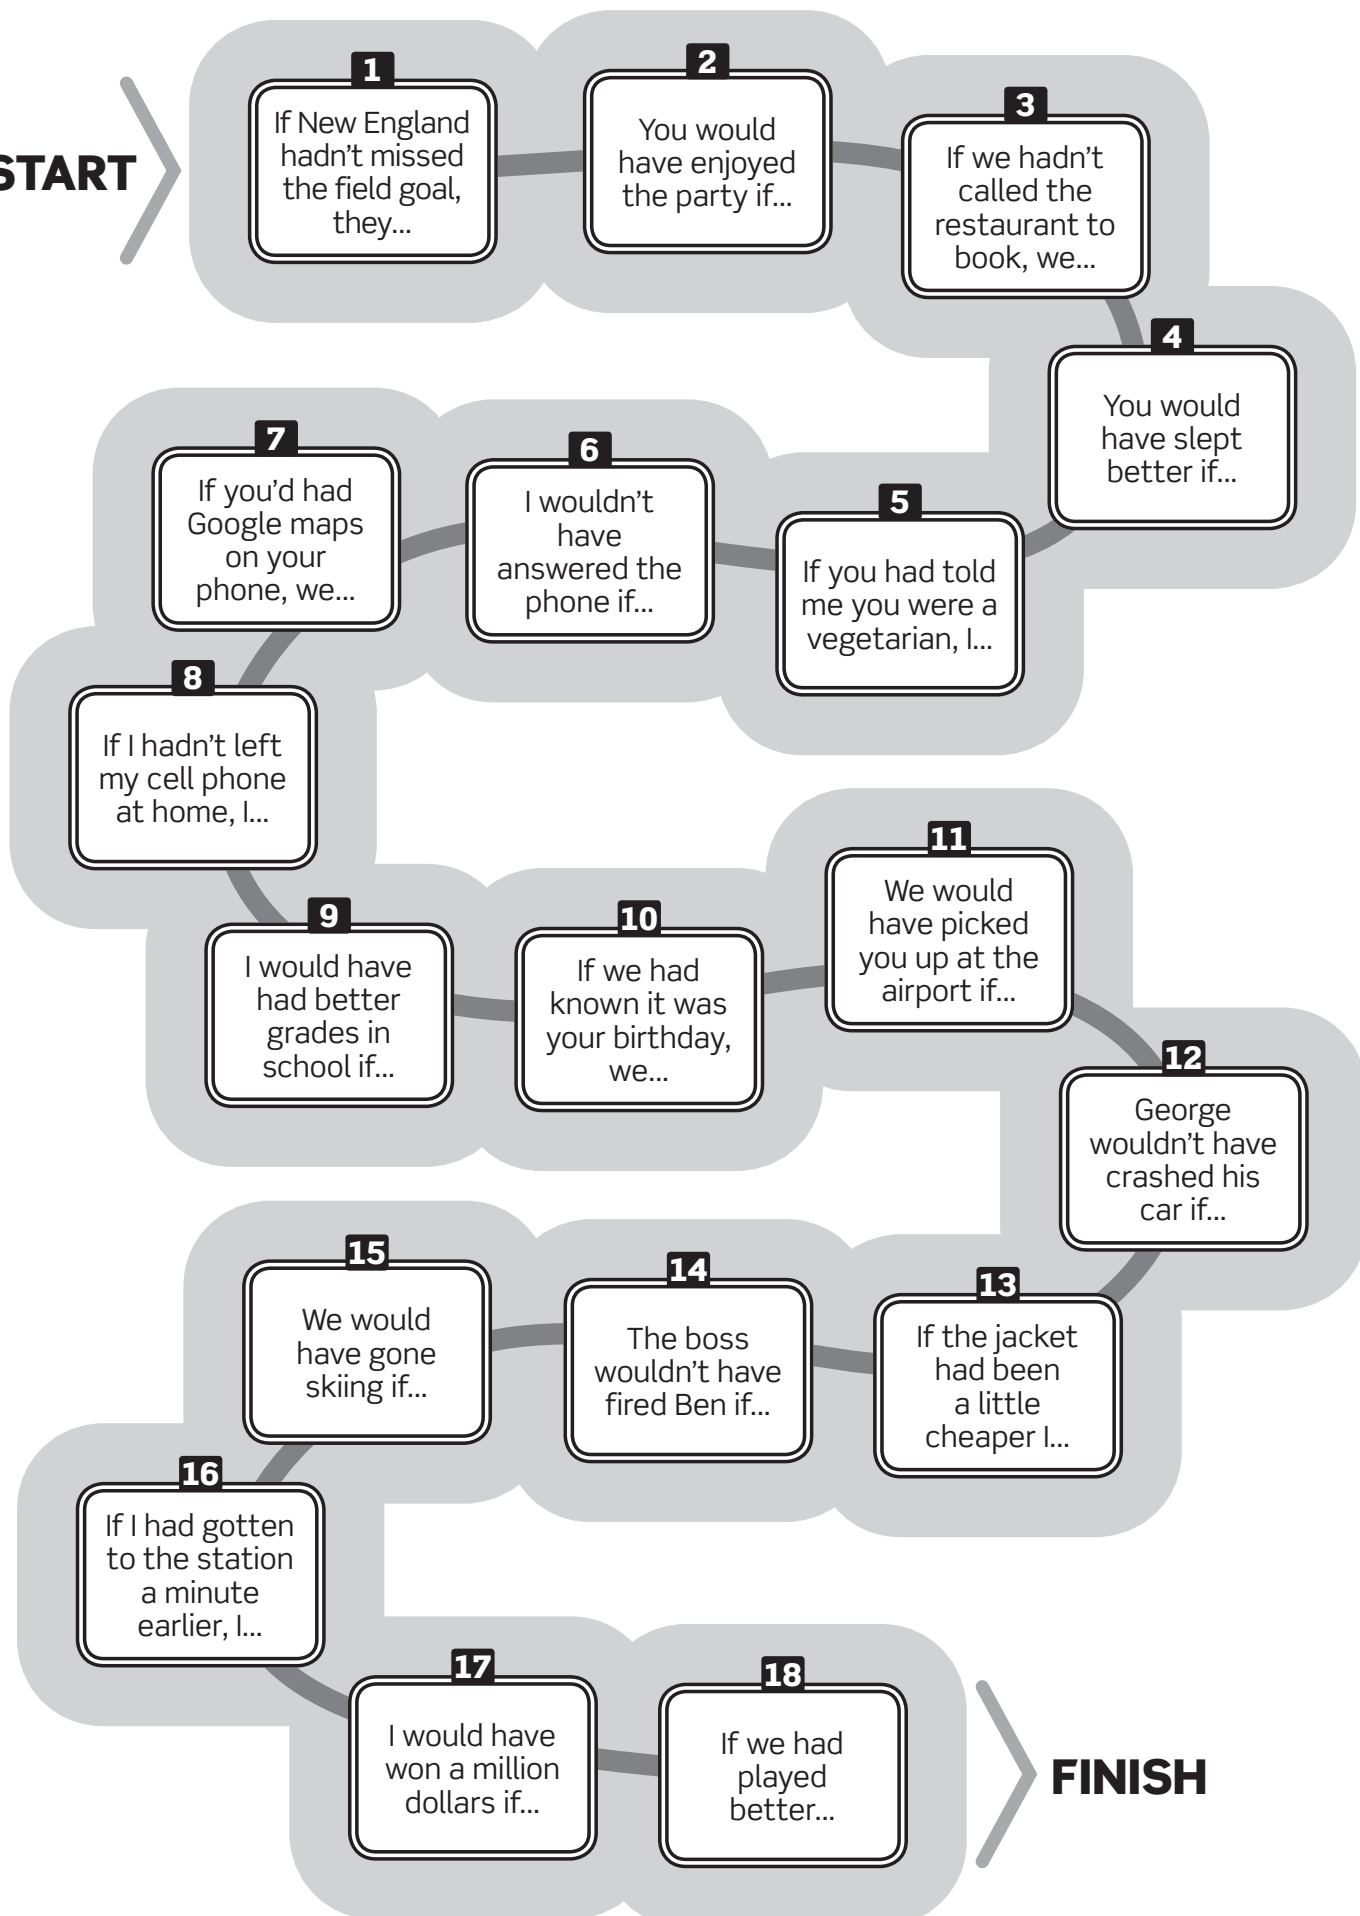 START
1
If New England
hadn't missed
the field goal,
they...
2
You would
have enjoyed
the party if...
3
If we hadn't
called the
restaurant to
book, we...
4
You would
have slept
better if...
5
If you had told
me you were a
vegetarian, I...
6
I wouldn't
have
answered the
phone if...
7
If you'd had
Google maps
on your
phone, we...
8
If I hadn't left
my cell phone
at home, I...
9
I would have
had better
grades in
school if...
10
If we had
known it was
your birthday,
we...
11
We would
have picked
you up at the
airport if...
12
George
wouldn't have
crashed his
car if...
13
If the jacket
had been
a little
cheaper I...
14
The boss
wouldn't have
fired Ben if...
15
We would
have gone
skiing if...
16
If I had gotten
to the station
a minute
earlier, I...
17
I would have
won a million
dollars if...
18
If we had
played
better...
FINISH